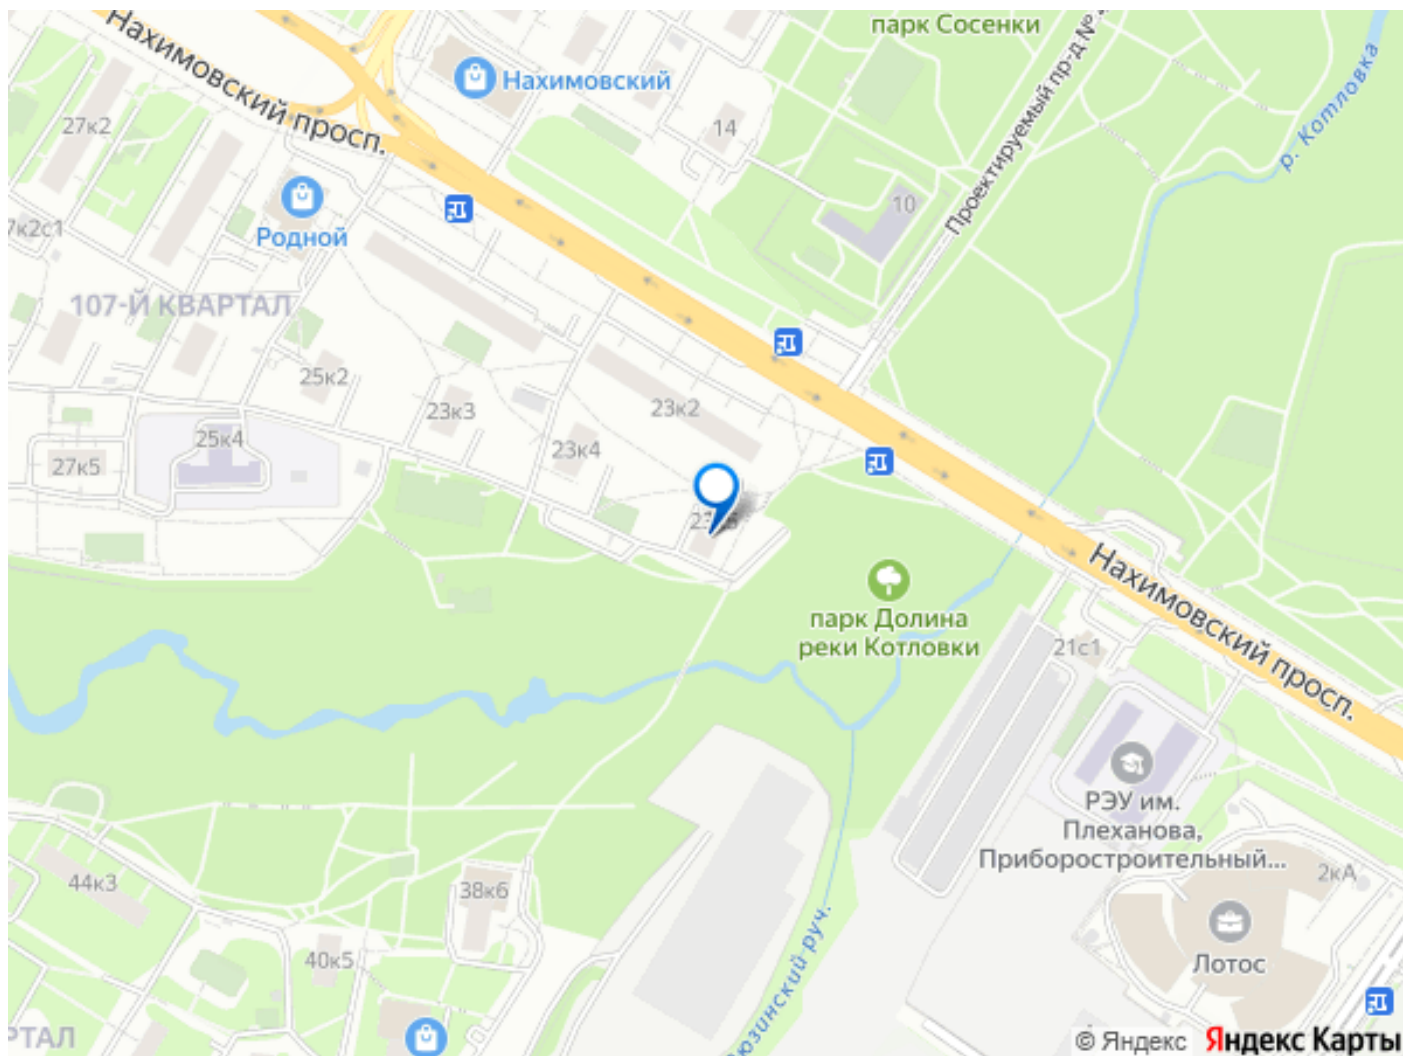 парк Сосенки
Нахимовский просп.
Нахимовский
Проектируемый пр-д №
р. Котловка
27к2
14
10
Родной
107-Й КВАРТАЛ
25к2
23к3
23к2
25к4
23к4
27к5
Нахимовский просп.
парк Долина
реки Котловки
21с1
РЭУ им.
Плеханова,
Приборостроительный...
2кА
44к3
38к6
40к5
Лотос
© Яндекс
Яндекс Карты